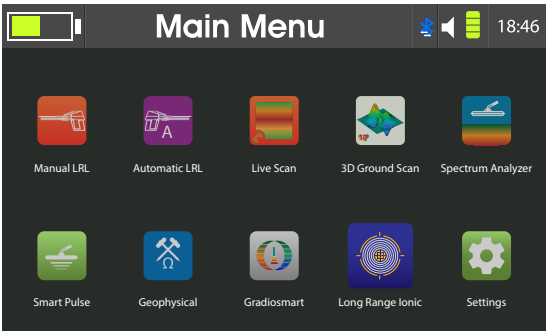 Main Menu 18:46
Manual LRL Automatic LRL Live Scan 3D Ground Scan Spectrum Analyzer
Smart Pulse Geophysical Gradiosmart Long Range Ionic Settings
A
Ω